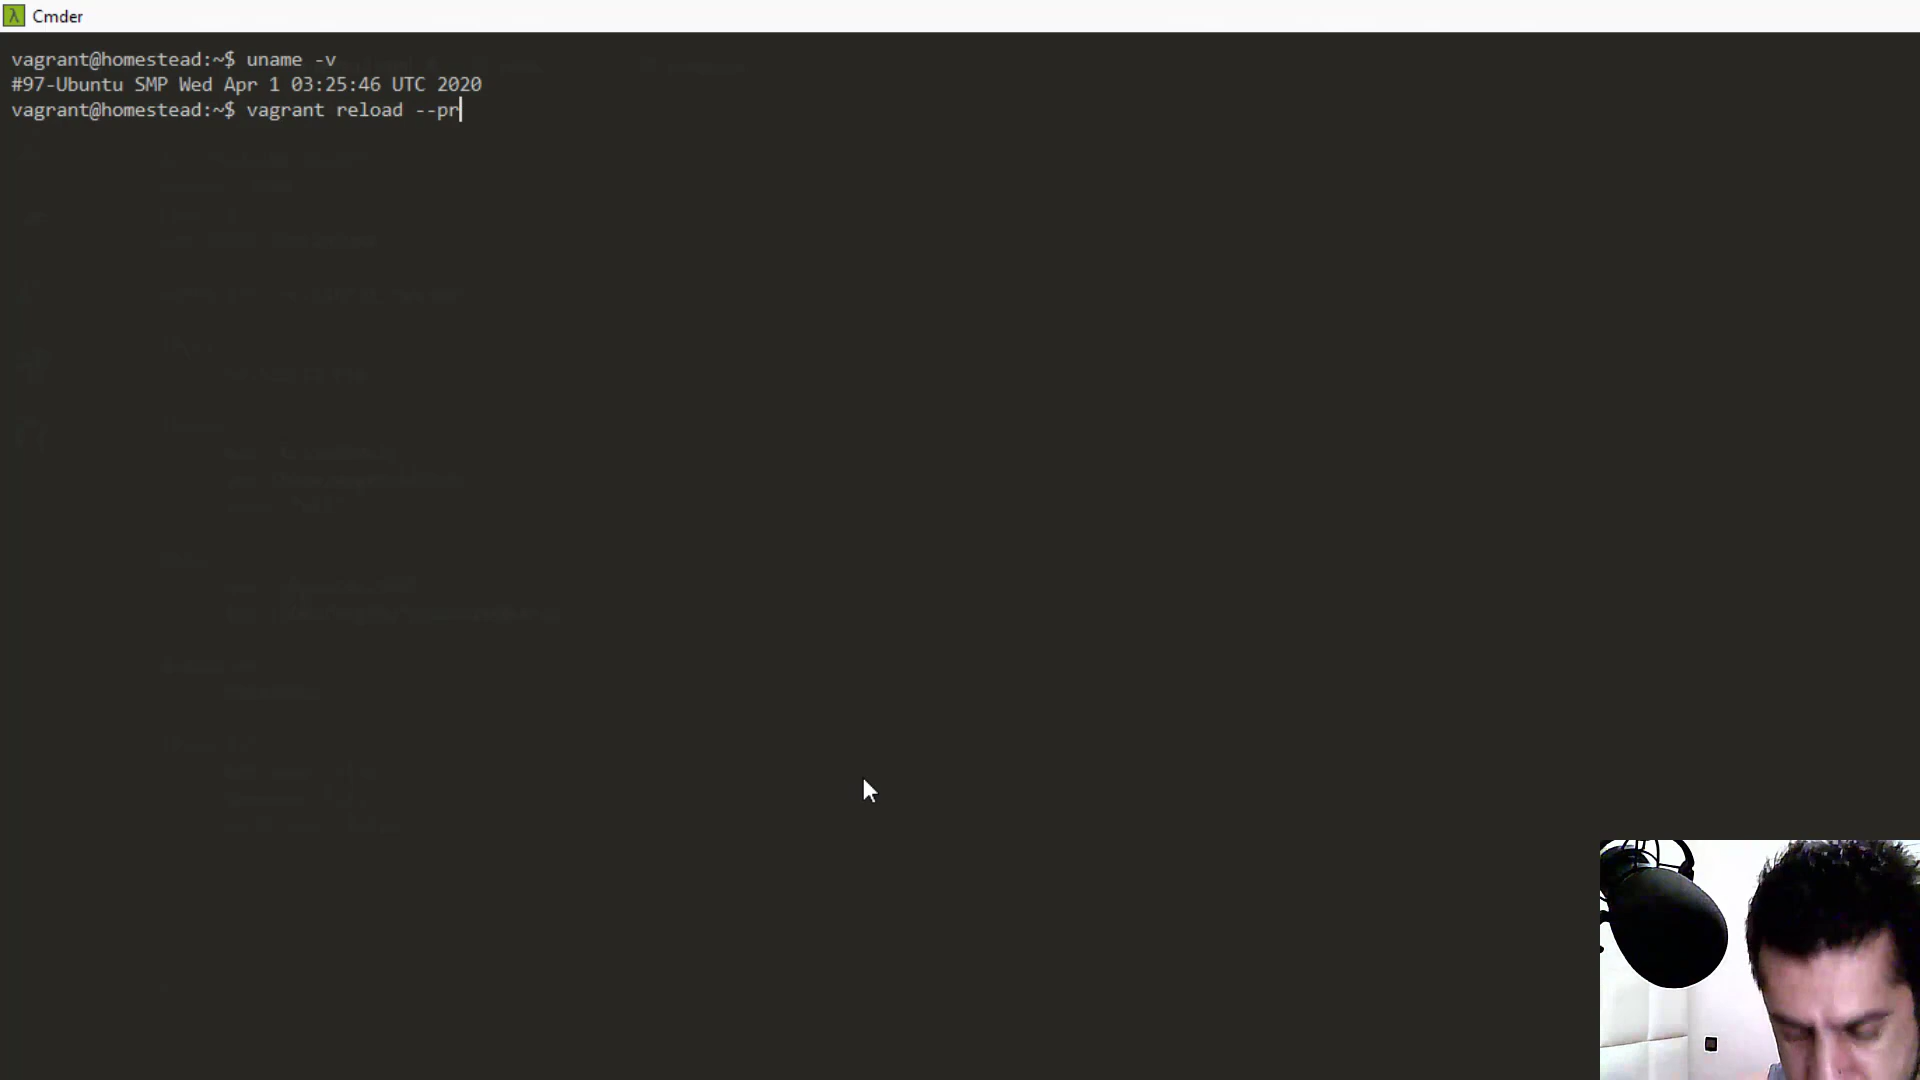 λ Cmder
vagrant@homestead:~$ uname -v
#97-Ubuntu SMP Wed Apr 1 03:25:46 UTC 2020
vagrant@homestead:~$ vagrant reload --pr